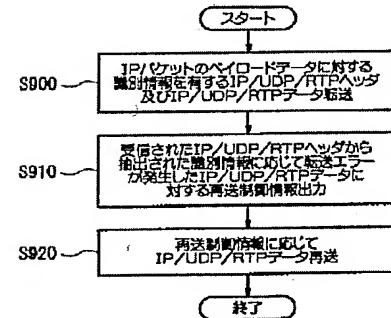 スタート
S900
IPパケットのペイロードデータに対する
識別情報を有するIP/UDP/RTPヘッダ
及びIP/UDP/RTPデータ転送
S910
受信されたIP/UDP/RTPヘッダから
抽出された識別情報に応じて転送エラー
が発生したIP/UDP/RTPデータに
対する再送制御情報出力
S920
再送制御情報に応じて
IP/UDP/RTPデータ再送
終了